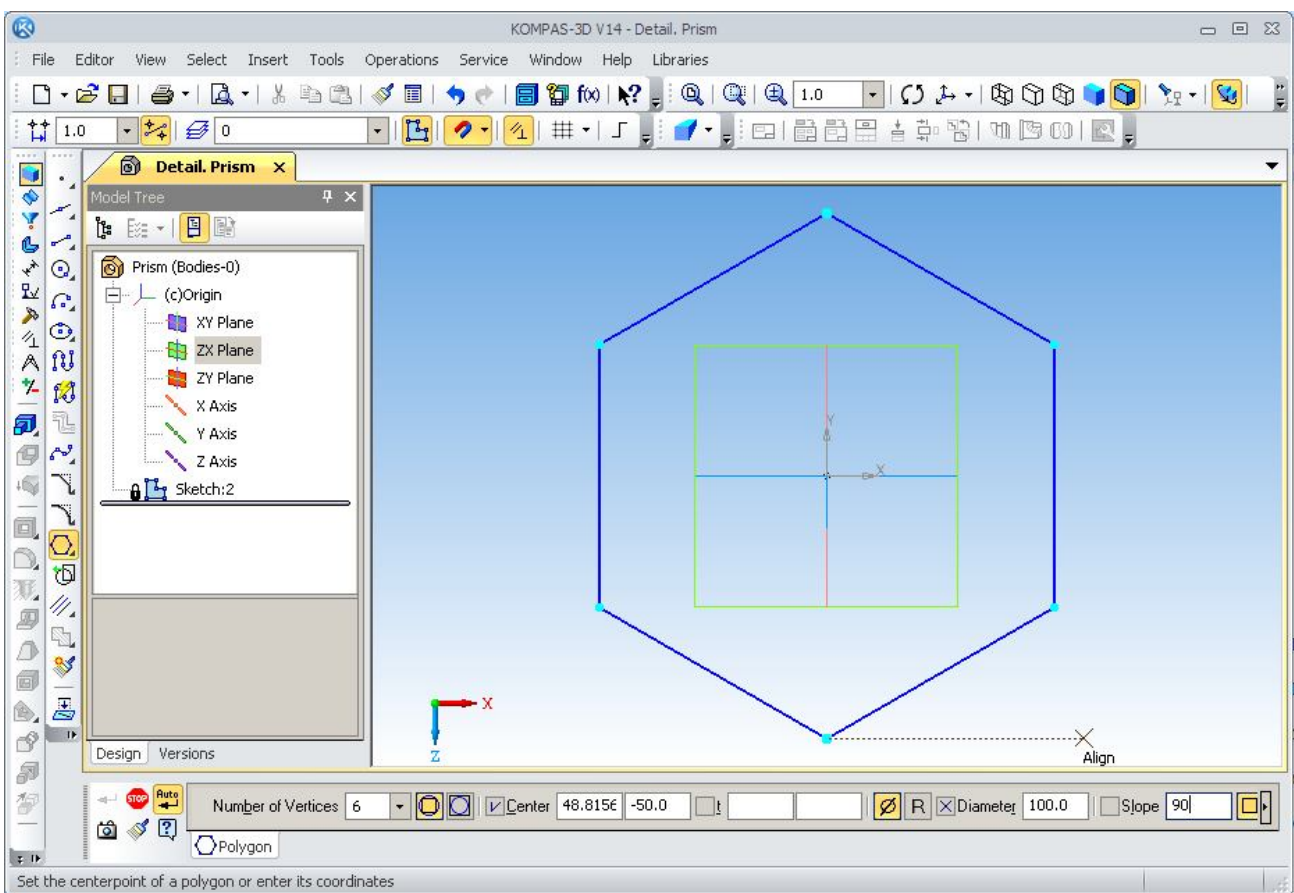 KOMPAS-3D V14 - Detail. Prism
File Editor View Select Insert Tools Operations Service Window Help Libraries
f(x) 1.0
1.0 0
Detail. Prism
Model Tree
Prism (Bodies-0)
(c)Origin
XY Plane
ZX Plane
ZY Plane
X Axis
Y Axis
Z Axis
Sketch:2
Y
X
X
Z
Align
Design Versions
STOP Auto Number of Vertices 6 Center 48.8156 -50.0 t R Diameter 100.0 Slope 90
Polygon
Set the centerpoint of a polygon or enter its coordinates